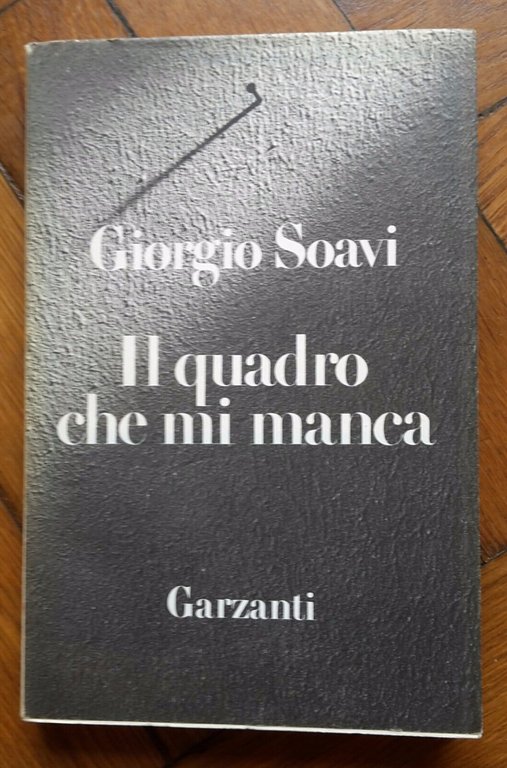 Giorgio Soavi
Il quadro
che mi manca
Garzanti